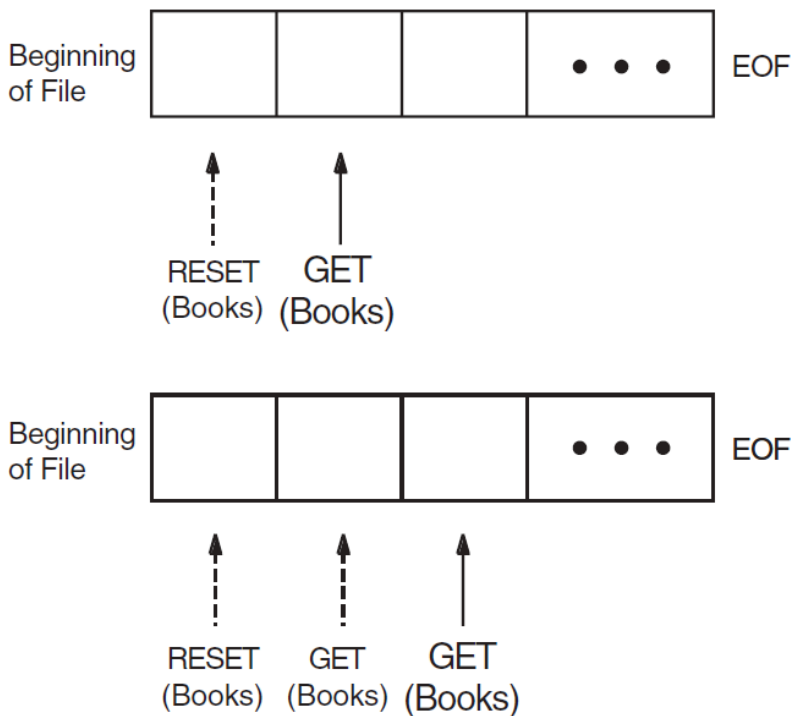 Beginning
of File
EOF
RESET
(Books)
GET
(Books)
Beginning
of File
EOF
RESET
(Books)
GET
(Books)
GET
(Books)